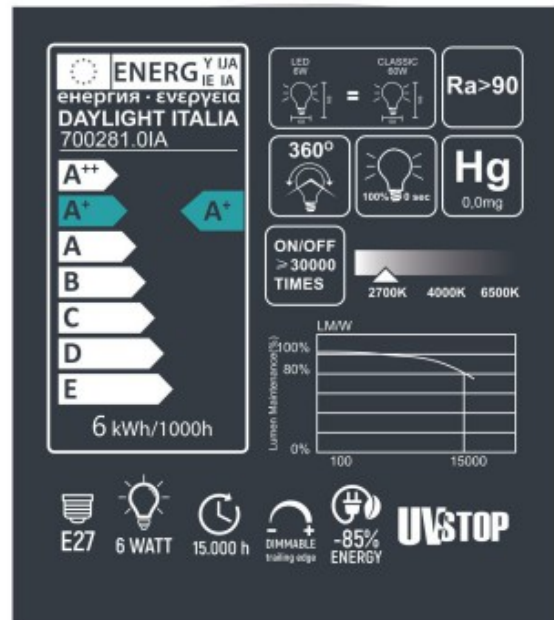 ENERG Y IJA
IE IA
енергия · ενεργεια
DAYLIGHT ITALIA
700281.0IA
A++
A+
A+
A
B
C
D
E
6 kWh/1000h
LED
6W
=
CLASSIC
60W
Ra>90
360º
100% 0 sec
Hg
0,0mg
ON/OFF
≥30000
TIMES
2700K 4000K 6500K
LM/W
Lumen Maintenance(%)
100%
80%
0%
100 15000
E27
6 WATT
15.000 h
- +
DIMMABLE
trailing edge
-85%
ENERGY
UVSTOP